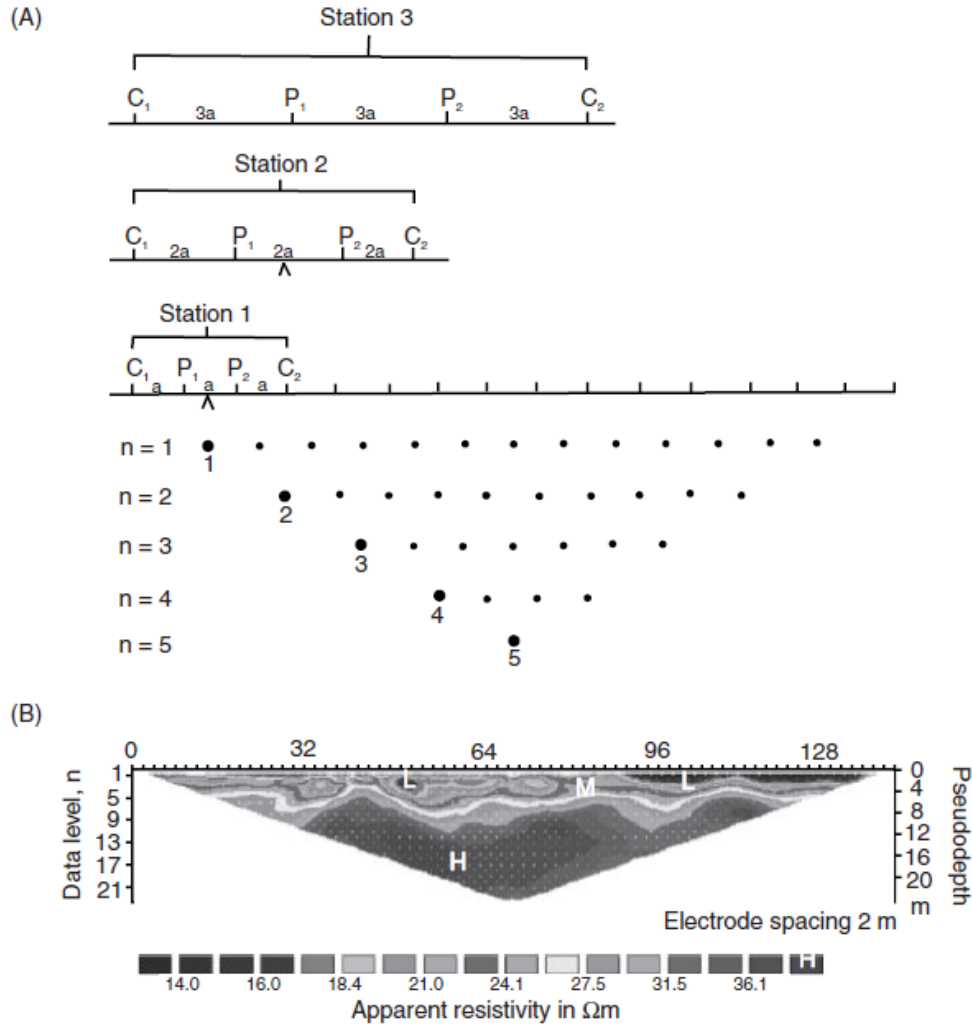 (A)
Station 3
C₁ 3a P₁ 3a P₂ 3a C₂
Station 2
C₁ 2a P₁ 2a P₂ 2a C₂
Station 1
C₁ a P₁ a P₂ a C₂
n = 1
1
n = 2
2
n = 3
3
n = 4
4
n = 5
5
(B)
0 32 64 96 128
Data level, n
1
5
9
13
17
21
L M L
H
0
4
8
12
16
20
m
Pseudodepth
Electrode spacing 2 m
H
14.0 16.0 18.4 21.0 24.1 27.5 31.5 36.1
Apparent resistivity in Ωm